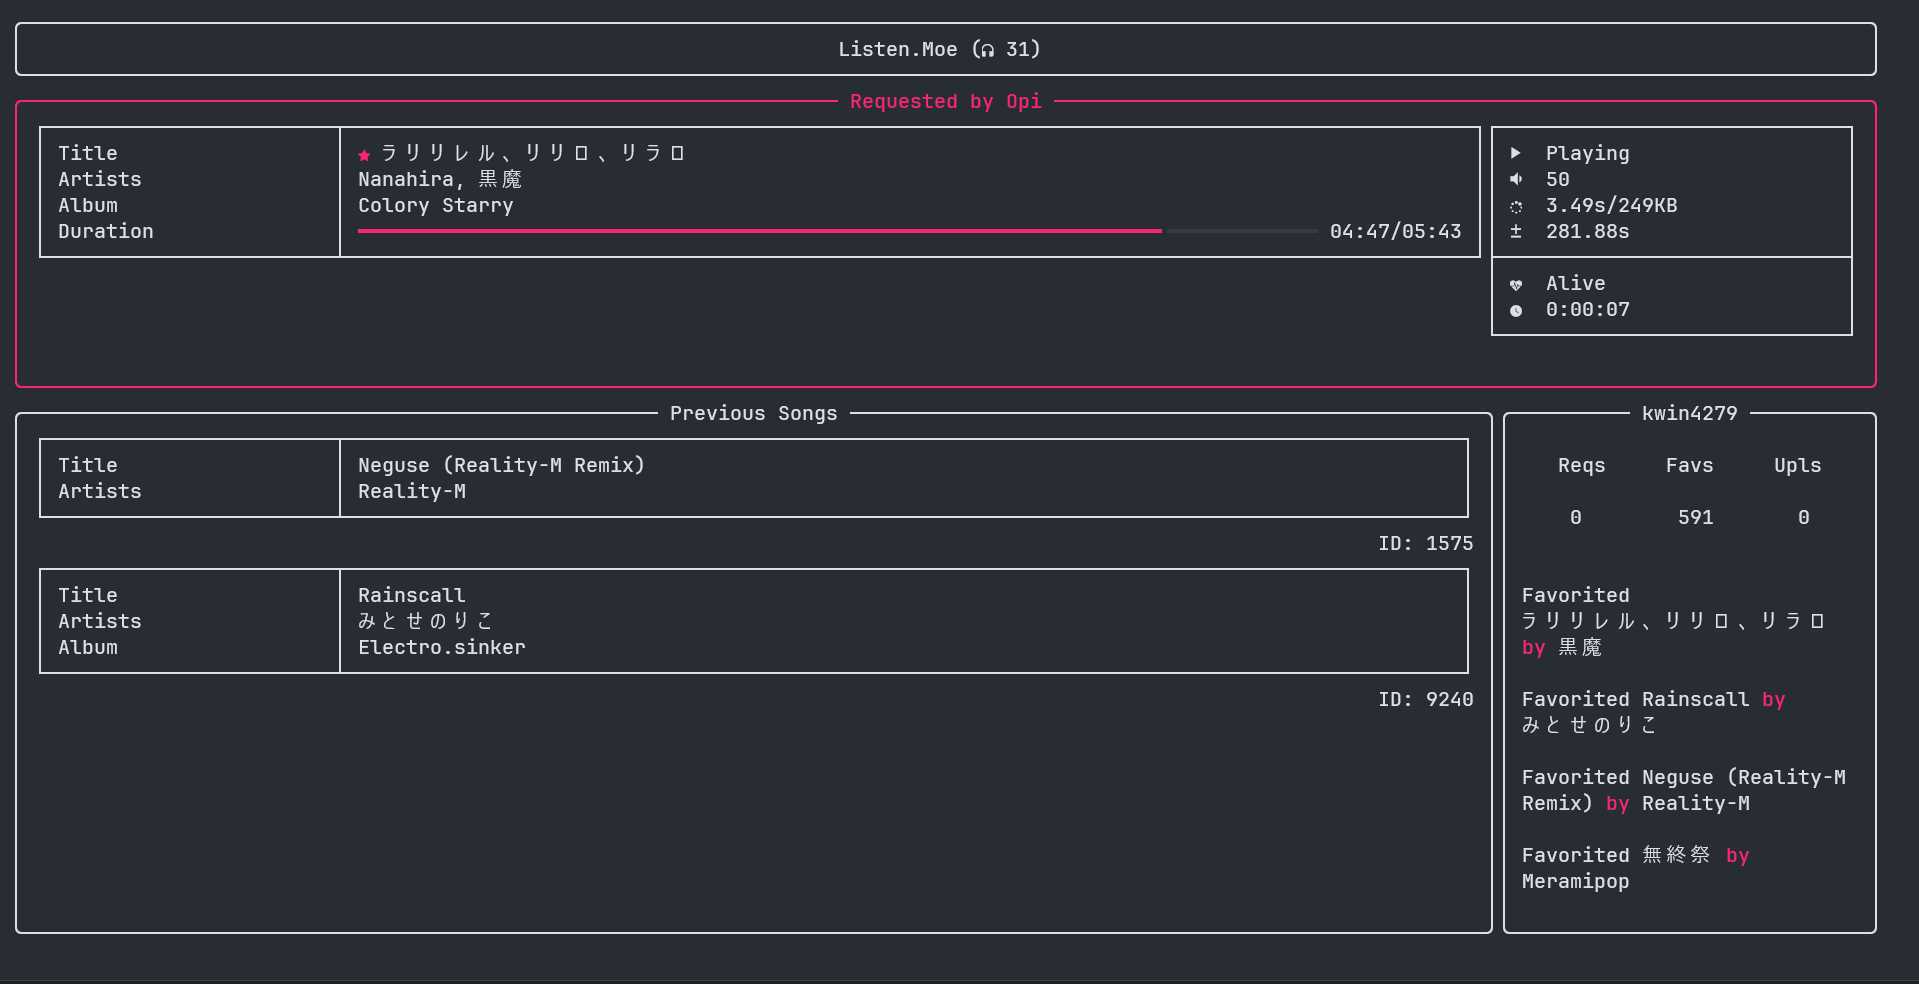 Listen.Moe (31)
Requested by Opi
Title ラリリレル、リリロ、リラロ
Artists Nanahira, 黒魔
Album Colory Starry
Duration 04:47/05:43
Playing
50
3.49s/249KB
± 281.88s
Alive
0:00:07
Previous Songs
Title Neguse (Reality-M Remix)
Artists Reality-M
ID: 1575
Title Rainscall
Artists みとせのりこ
Album Electro.sinker
ID: 9240
kwin4279
Reqs Favs Upls
0 591 0
Favorited
ラリリレル、リリロ、リラロ
by 黒魔
Favorited Rainscall by
みとせのりこ
Favorited Neguse (Reality-M
Remix) by Reality-M
Favorited 無終祭 by
Meramipop